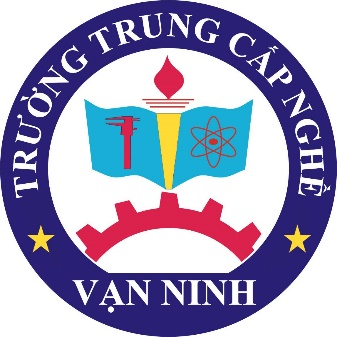 TRƯỜNG TRUNG CẤP NGHỀ
VẠN NINH